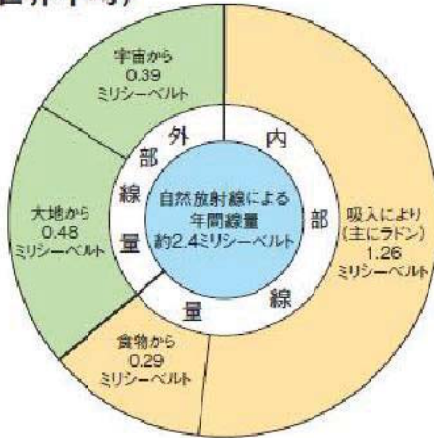 宇宙から
0.39
ミリシーベルト
大地から
0.48
ミリシーベルト
食物から
0.29
ミリシーベルト
吸入により
(主にラドン)
1.26
ミリシーベルト
外部線量
内部線量
自然放射線による
年間線量
約2.4ミリシーベルト